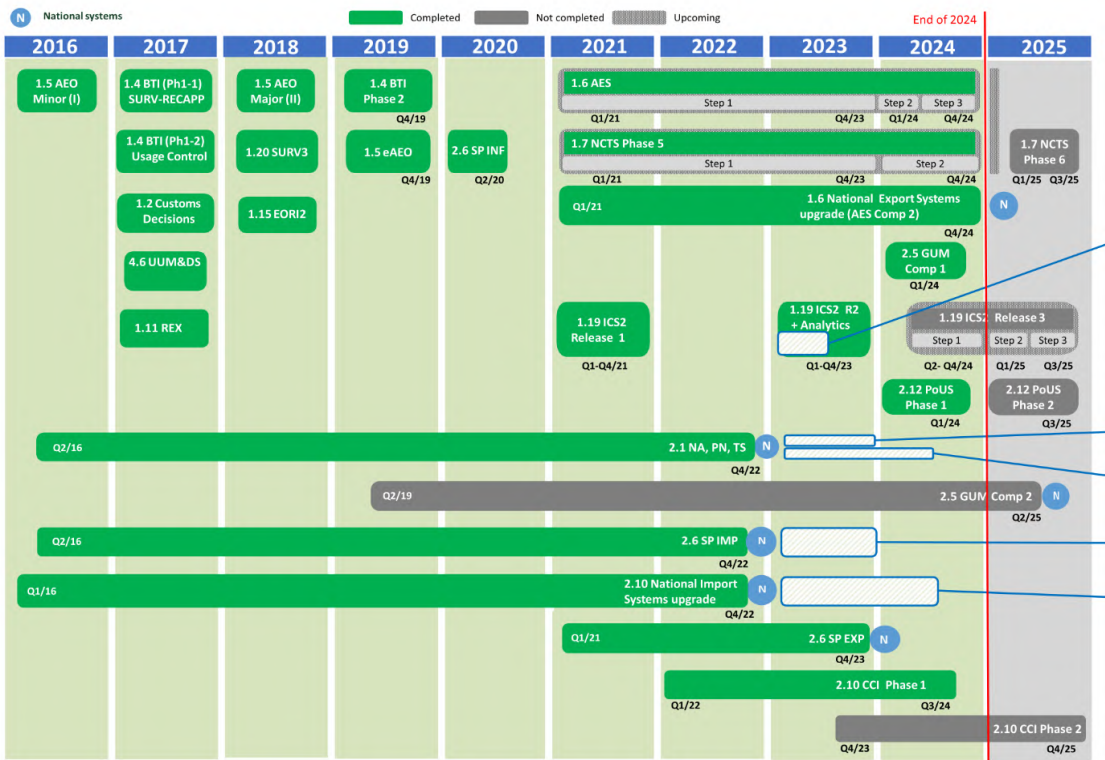 N National systems
Completed
Not completed
Upcoming
End of 2024
2016 2017 2018 2019 2020 2021 2022 2023 2024 2025
1.5 AEO
Minor (I)
1.4 BTI (Ph1-1)
SURV-RECAPP
1.5 AEO
Major (II)
1.4 BTI
Phase 2
Q4/19
1.6 AES
Step 1 Step 2 Step 3
Q1/21 Q4/23 Q1/24 Q4/24
1.4 BTI (Ph1-2)
Usage Control
1.20 SURV3
1.5 eAEO
Q4/19
2.6 SP INF
Q2/20
1.7 NCTS Phase 5
Step 1 Step 2
Q1/21 Q4/23 Q4/24
1.7 NCTS
Phase 6
Q1/25 Q3/25
1.2 Customs
Decisions
1.15 EORI2
Q1/21
1.6 National Export Systems
upgrade (AES Comp 2)
Q4/24
N
4.6 UUM&DS
2.5 GUM
Comp 1
Q1/24
1.11 REX
1.19 ICS2
Release 1
Q1-Q4/21
1.19 ICS2 R2
+ Analytics
Q1-Q4/23
1.19 ICS2 Release 3
Step 1 Step 2 Step 3
Q2- Q4/24 Q1/25 Q3/25
2.12 PoUS
Phase 1
Q1/24
2.12 PoUS
Phase 2
Q3/25
Q2/16 2.1 NA, PN, TS N
Q4/22
Q2/19 2.5 GUM Comp 2 N
Q2/25
Q2/16 2.6 SP IMP N
Q4/22
Q1/16
2.10 National Import
Systems upgrade
N
Q4/22
Q1/21 2.6 SP EXP N
Q4/23
2.10 CCI Phase 1
Q1/22 Q3/24
2.10 CCI Phase 2
Q4/23 Q4/25